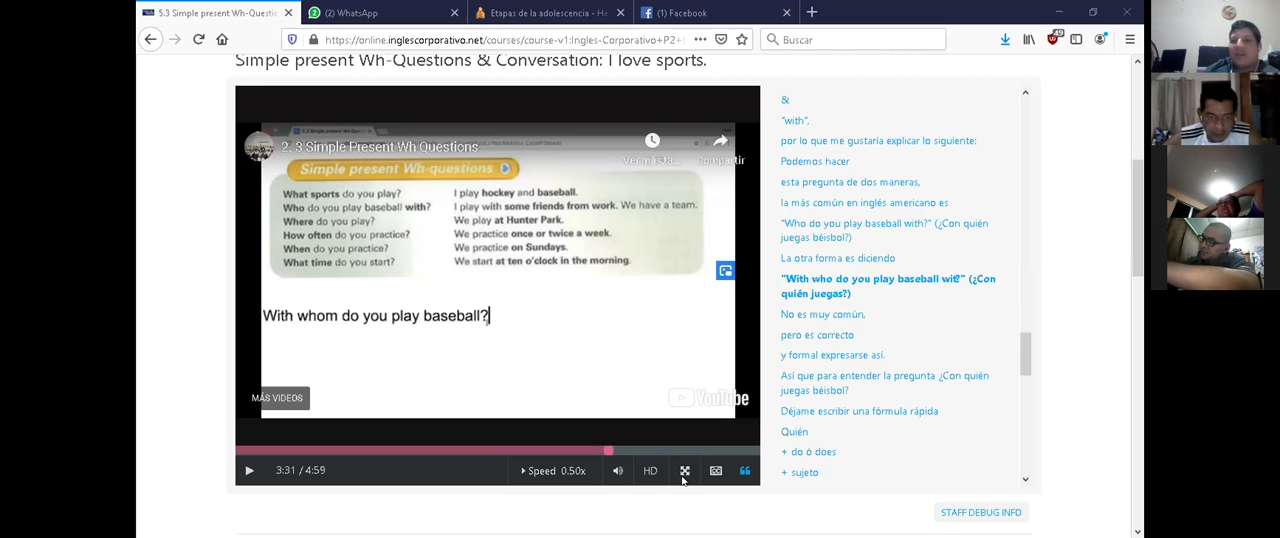 5.3 Simple present Wh-Questic
(2) WhatsApp
Etapas de la adolescencia - He
(1) Facebook
https://online.inglescorporativo.net/courses/course-v1:Ingles-Corporativo+P2+
Buscar
49
Simple present Wh-Questions & Conversation: I love sports.
2. 3 Simple Present Wh Questions
Ver más ta...
Compartir
Simple present Wh-questions
What sports do you play?
I play hockey and baseball.
Who do you play baseball with?
I play with some friends from work. We have a team.
Where do you play?
We play at Hunter Park.
How often do you practice?
We practice once or twice a week.
When do you practice?
We practice on Sundays.
What time do you start?
We start at ten o'clock in the morning.
With whom do you play baseball?
MÁS VIDEOS
YouTube
3:31 / 4:59
Speed 0.50x
HD
&
"with",
por lo que me gustaría explicar lo siguiente:
Podemos hacer
esta pregunta de dos maneras,
la más común en inglés americano es
"Who do you play baseball with?" (¿Con quién
juegas béisbol?)
La otra forma es diciendo
"With who do you play baseball wit?" (¿Con
quién juegas?)
No es muy común,
pero es correcto
y formal expresarse así.
Así que para entender la pregunta ¿Con quién
juegas béisbol?
Déjame escribir una fórmula rápida
Quién
+ do ó does
+ sujeto
STAFF DEBUG INFO